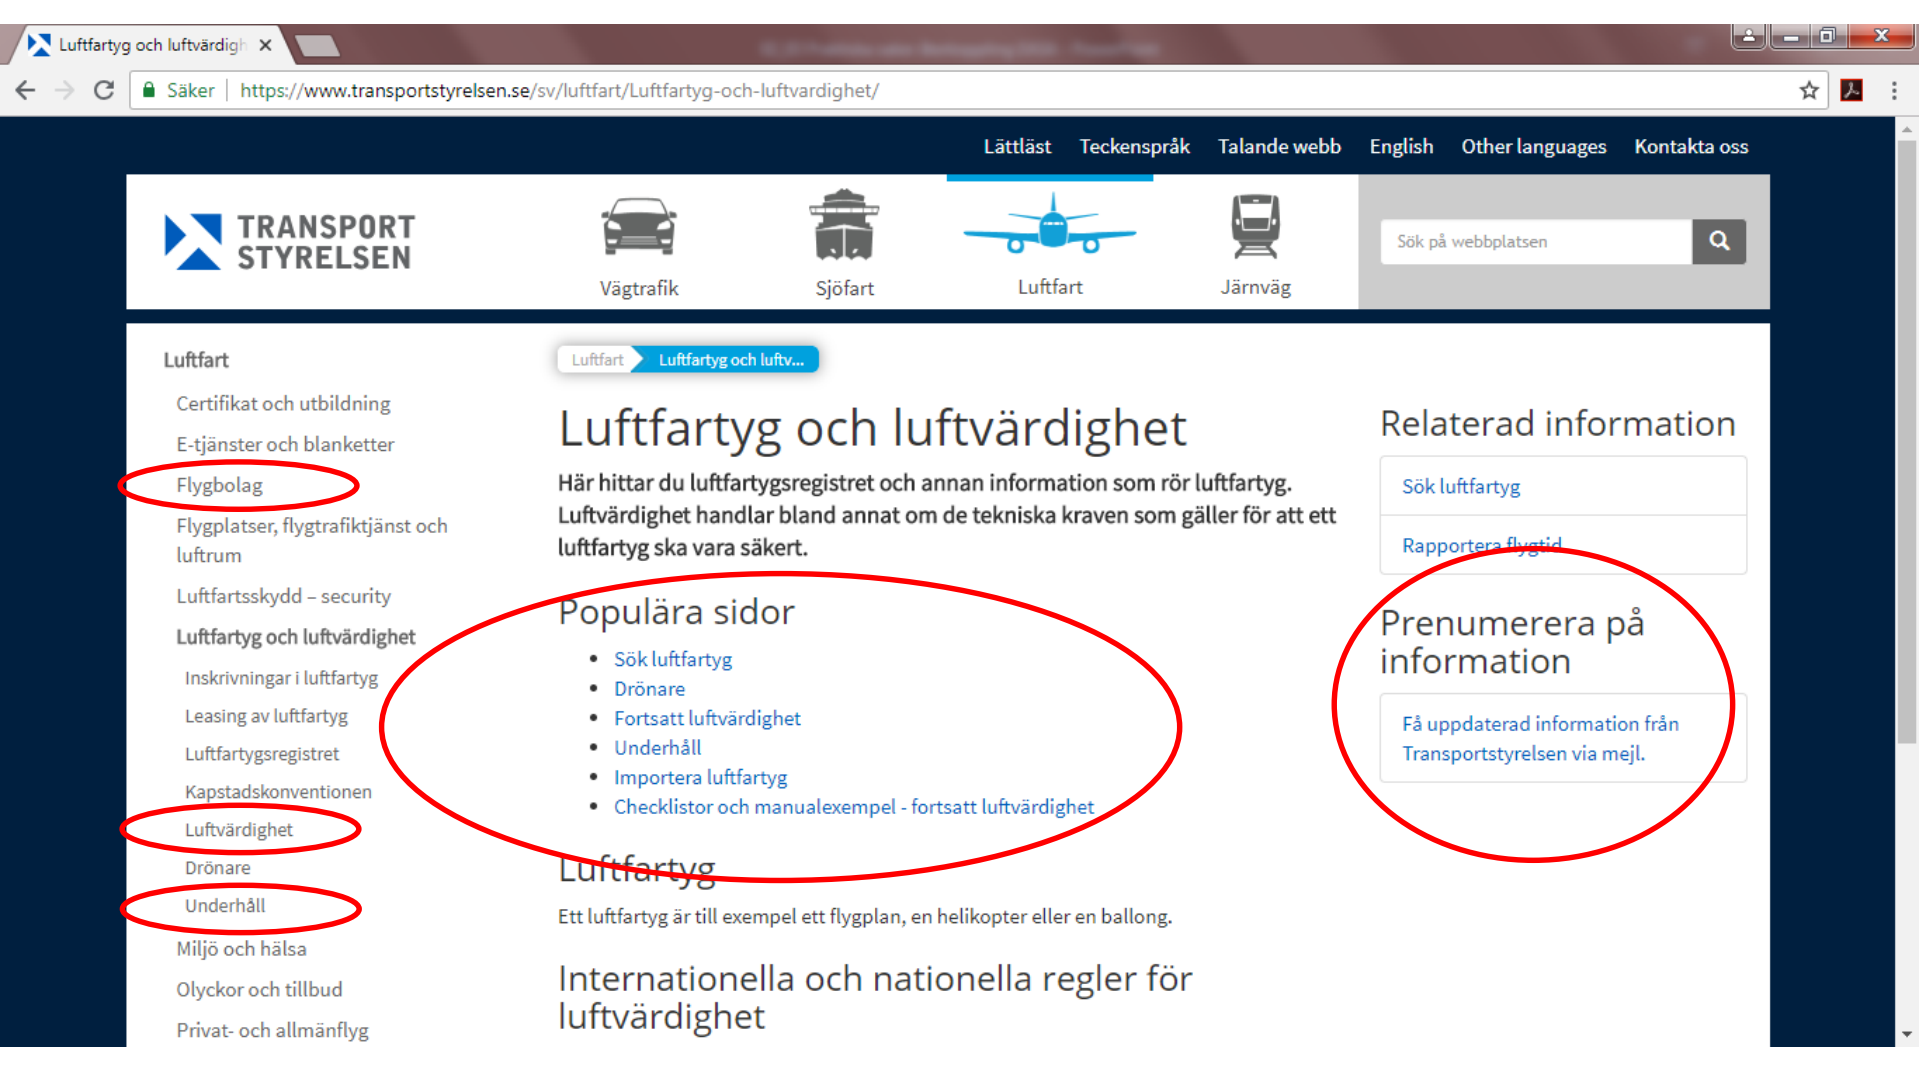 Luftfartyg och luftvärdigh
Säker
https://www.transportstyrelsen.se/sv/luftfart/Luftfartyg-och-luftvardighet/
Lättläst
Teckenspråk
Talande webb
English
Other languages
Kontakta oss
TRANSPORT
STYRELSEN
Vägtrafik
Sjöfart
Luftfart
Järnväg
Sök på webbplatsen
Luftfart
Certifikat och utbildning
E-tjänster och blanketter
Flygbolag
Flygplatser, flygtrafiktjänst och
luftrum
Luftfartsskydd – security
Luftfartyg och luftvärdighet
Inskrivningar i luftfartyg
Leasing av luftfartyg
Luftfartygsregistret
Kapstadskonventionen
Luftvärdighet
Drönare
Underhåll
Miljö och hälsa
Olyckor och tillbud
Privat- och allmänflyg
Luftfart
Luftfartyg och luftv...
Luftfartyg och luftvärdighet
Här hittar du luftfartygsregistret och annan information som rör luftfartyg.
Luftvärdighet handlar bland annat om de tekniska kraven som gäller för att ett
luftfartyg ska vara säkert.
Populära sidor
• Sök luftfartyg
• Drönare
• Fortsatt luftvärdighet
• Underhåll
• Importera luftfartyg
• Checklistor och manualexempel - fortsatt luftvärdighet
Luftfartyg
Ett luftfartyg är till exempel ett flygplan, en helikopter eller en ballong.
Internationella och nationella regler för
luftvärdighet
Relaterad information
Sök luftfartyg
Rapportera flygtid
Prenumerera på
information
Få uppdaterad information från
Transportstyrelsen via mejl.